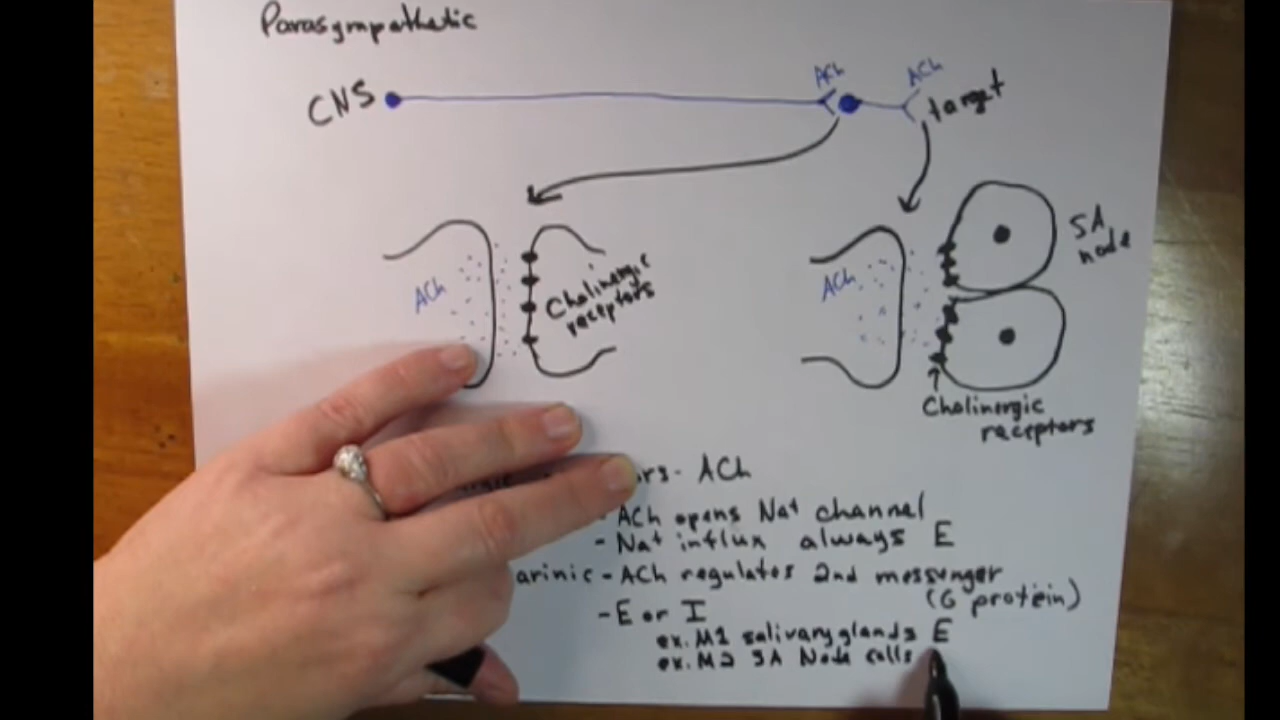 Parasympathetic
ACh
ACh
CNS
target
SA
node
ACh
Cholinergic
receptors
ACh
Cholinergic
receptors
ors- ACh
- ACh opens Na+ channel
- Na+ influx always E
arinic - ACh regulates 2nd messenger
(G protein)
- E or I
ex. M1 salivary glands E
ex. M2 SA Node cells